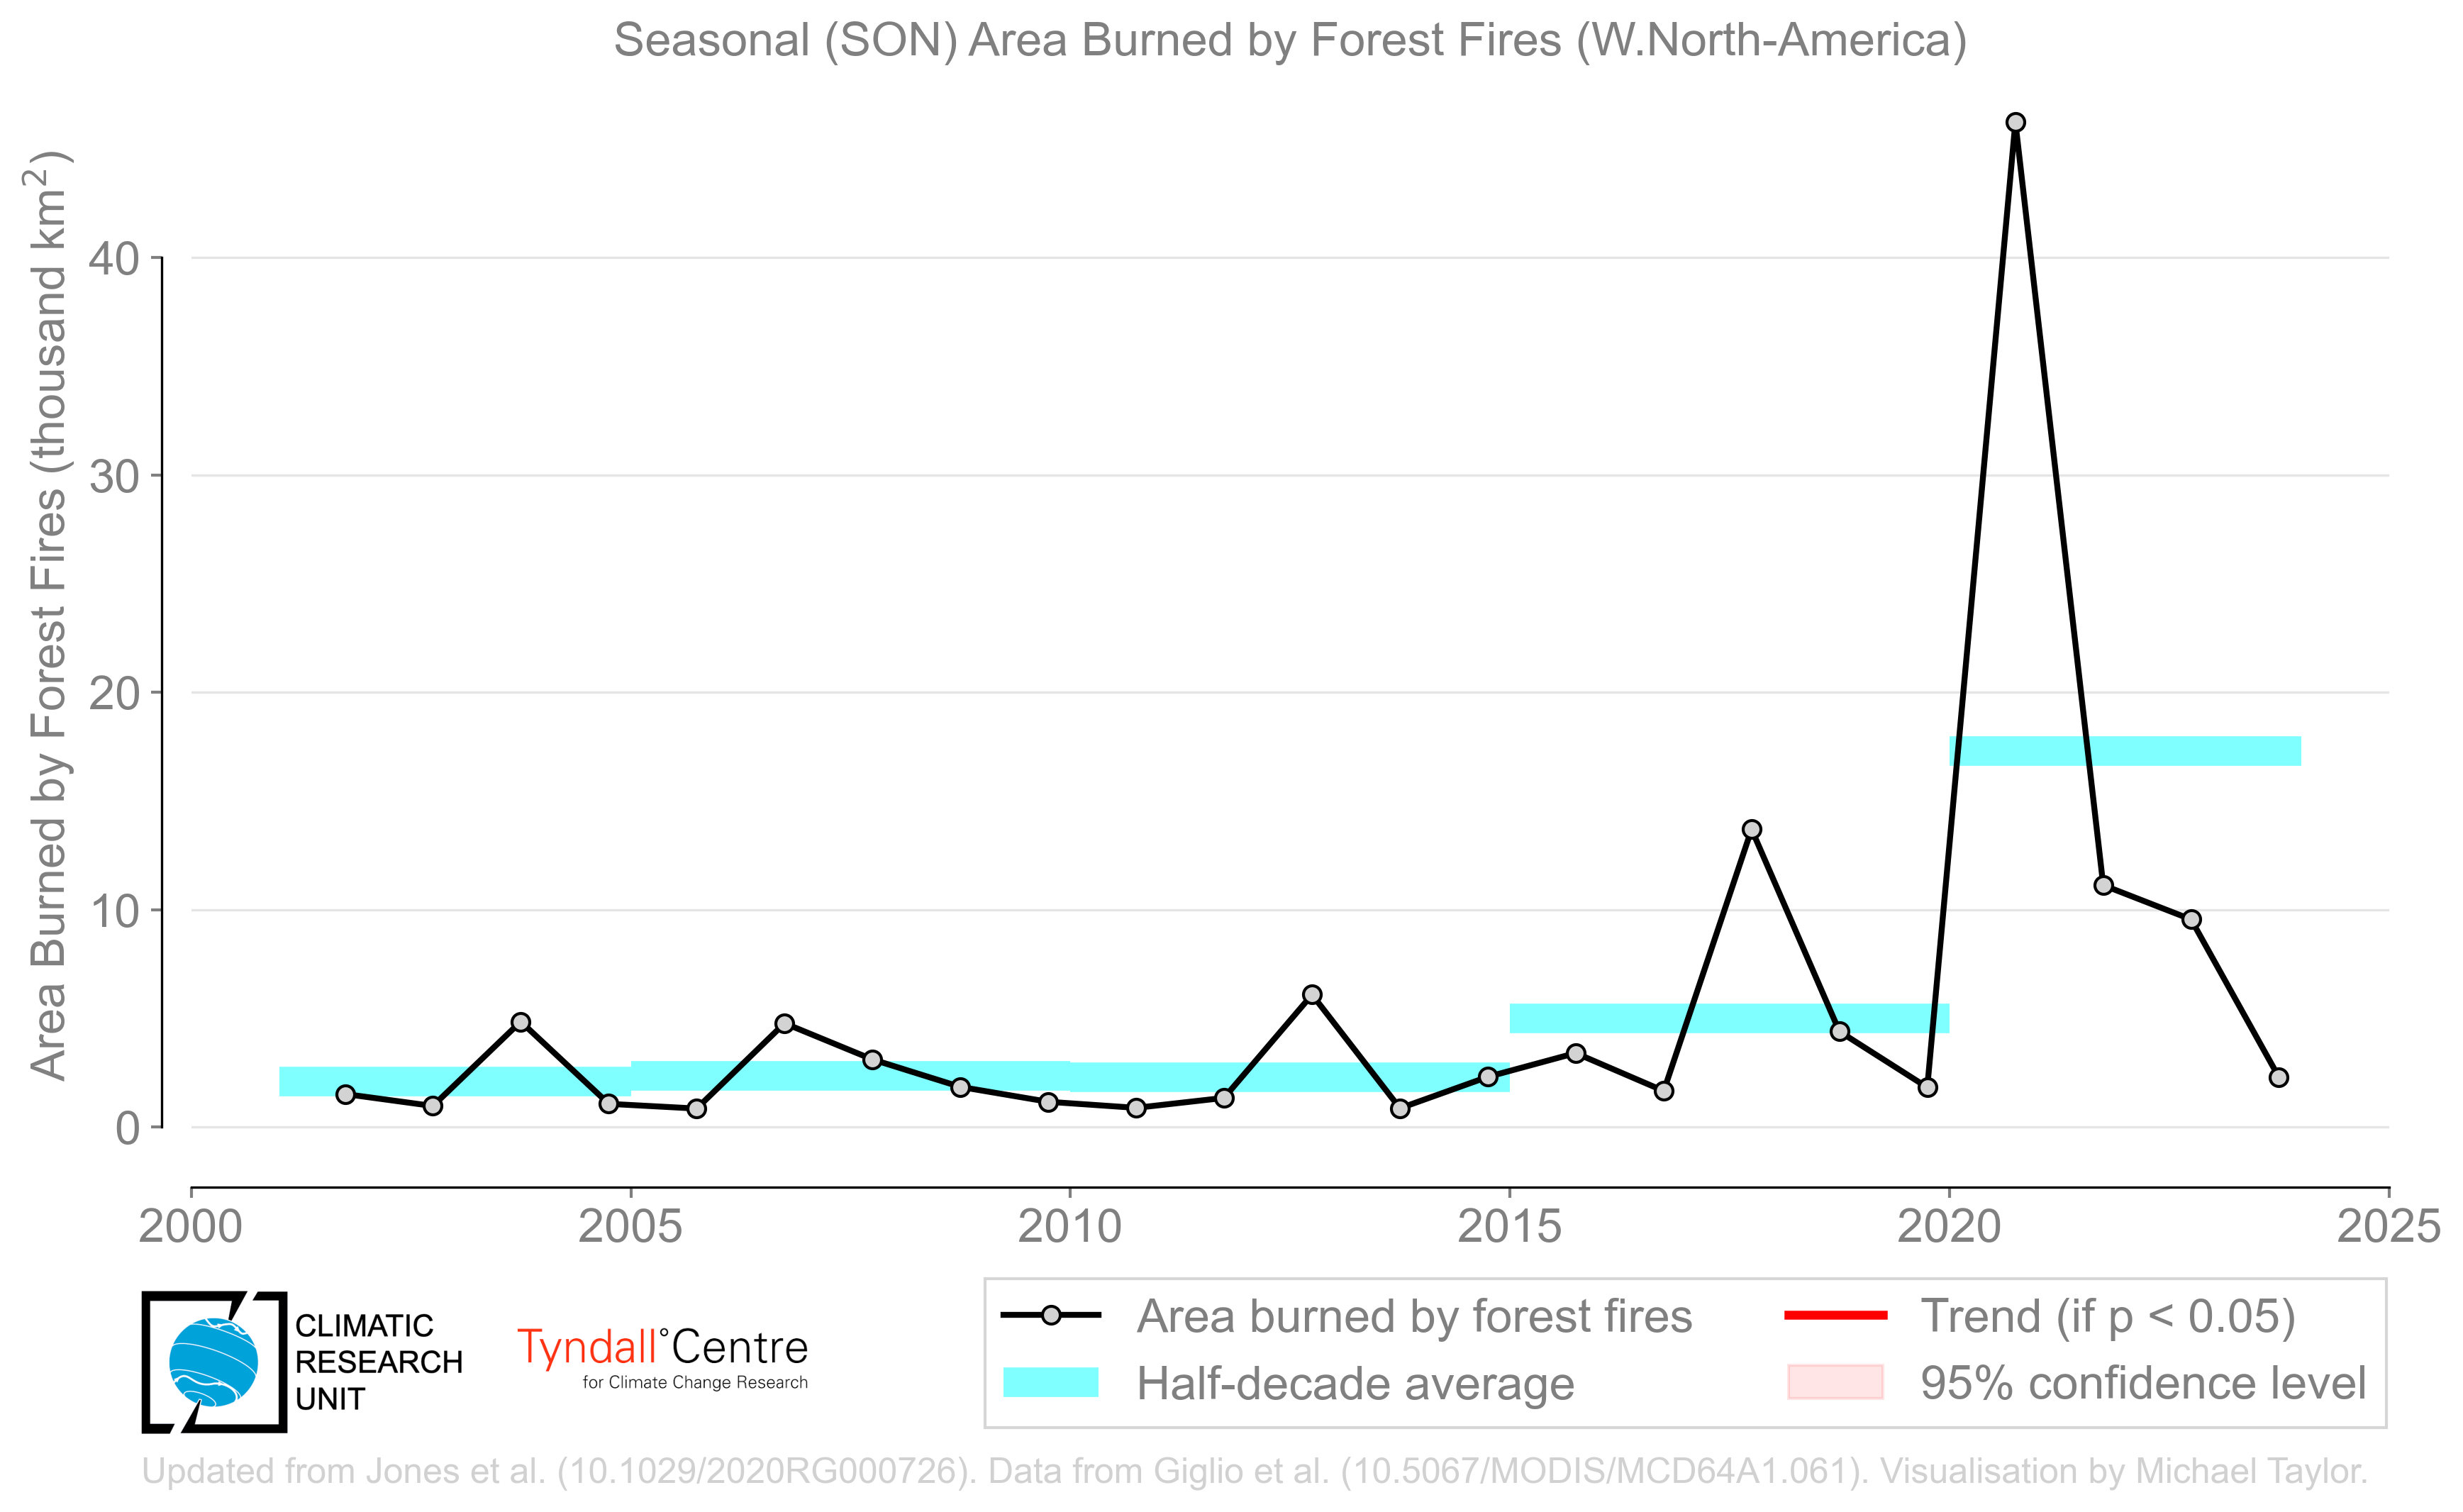 Seasonal (SON) Area Burned by Forest Fires (W.North-America)
Area Burned by Forest Fires (thousand km²)
40
30
20
10
0
2000 2005 2010 2015 2020 2025
CLIMATIC
RESEARCH
UNIT
Tyndall°Centre
for Climate Change Research
Area burned by forest fires
Half-decade average
Trend (if p < 0.05)
95% confidence level
Updated from Jones et al. (10.1029/2020RG000726). Data from Giglio et al. (10.5067/MODIS/MCD64A1.061). Visualisation by Michael Taylor.